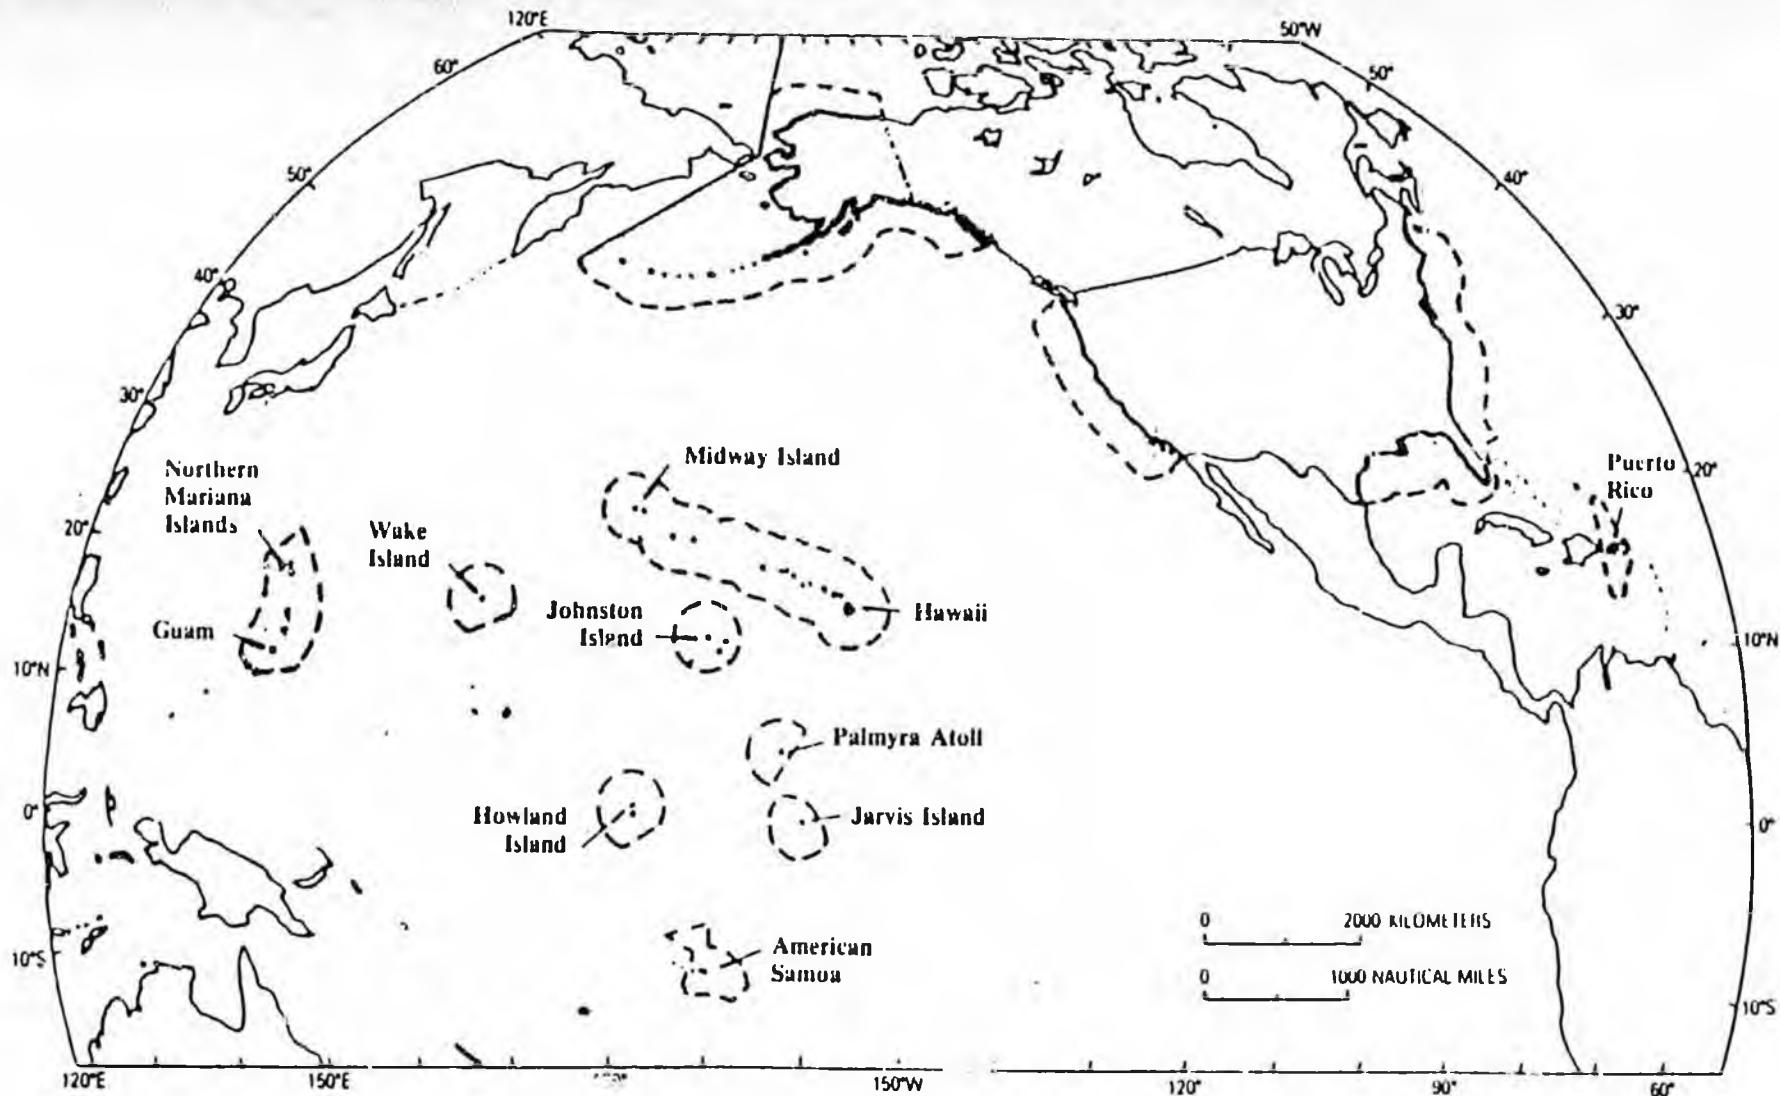 120°E
50°W
60°
50°
50°
40°
40°
30°
30°
20°
Midway Island
Puerto
Rico
Northern
Mariana
Islands
20°
Wake
Island
Johnston
Island
Hawaii
Guam
10°N
10°N
Palmyra Atoll
0°
Howland
Island
Jarvis Island
0°
0 2000 KILOMETERS
American
Samoa
10°S
0 1000 NAUTICAL MILES
10°S
120°E 150°E 150°W 120° 90° 60°